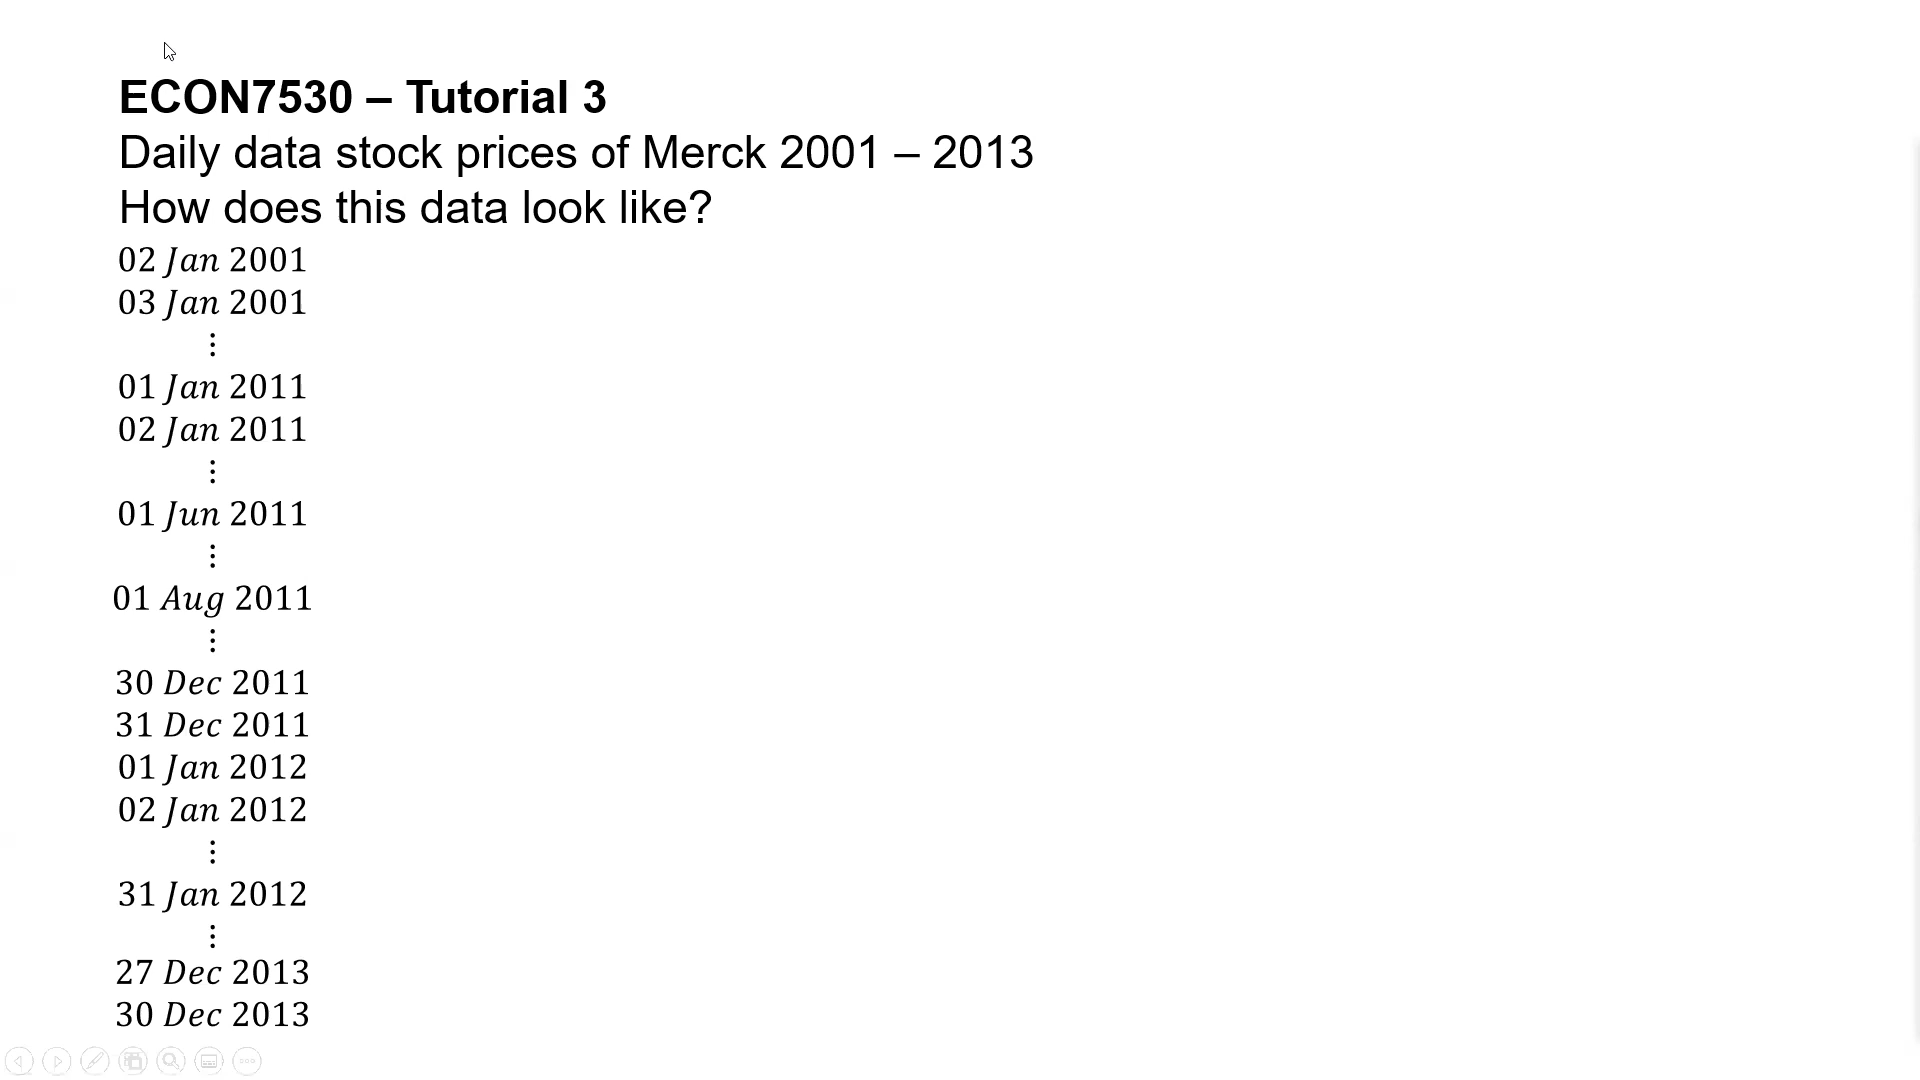 ECON7530 – Tutorial 3
Daily data stock prices of Merck 2001 – 2013
How does this data look like?
02 Jan 2001
03 Jan 2001
⋮
01 Jan 2011
02 Jan 2011
⋮
01 Jun 2011
⋮
01 Aug 2011
⋮
30 Dec 2011
31 Dec 2011
01 Jan 2012
02 Jan 2012
⋮
31 Jan 2012
⋮
27 Dec 2013
30 Dec 2013